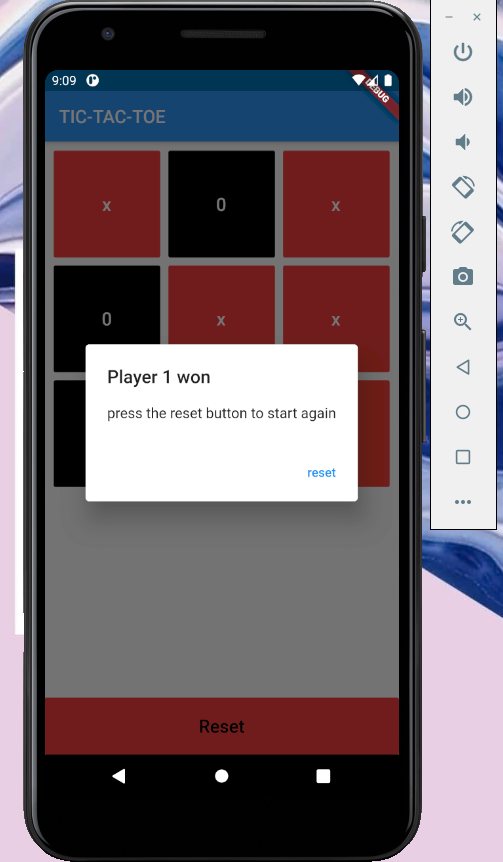 9:09
DEBUG
TIC-TAC-TOE
x 0 x
0 x x
Player 1 won
press the reset button to start again
reset
Reset